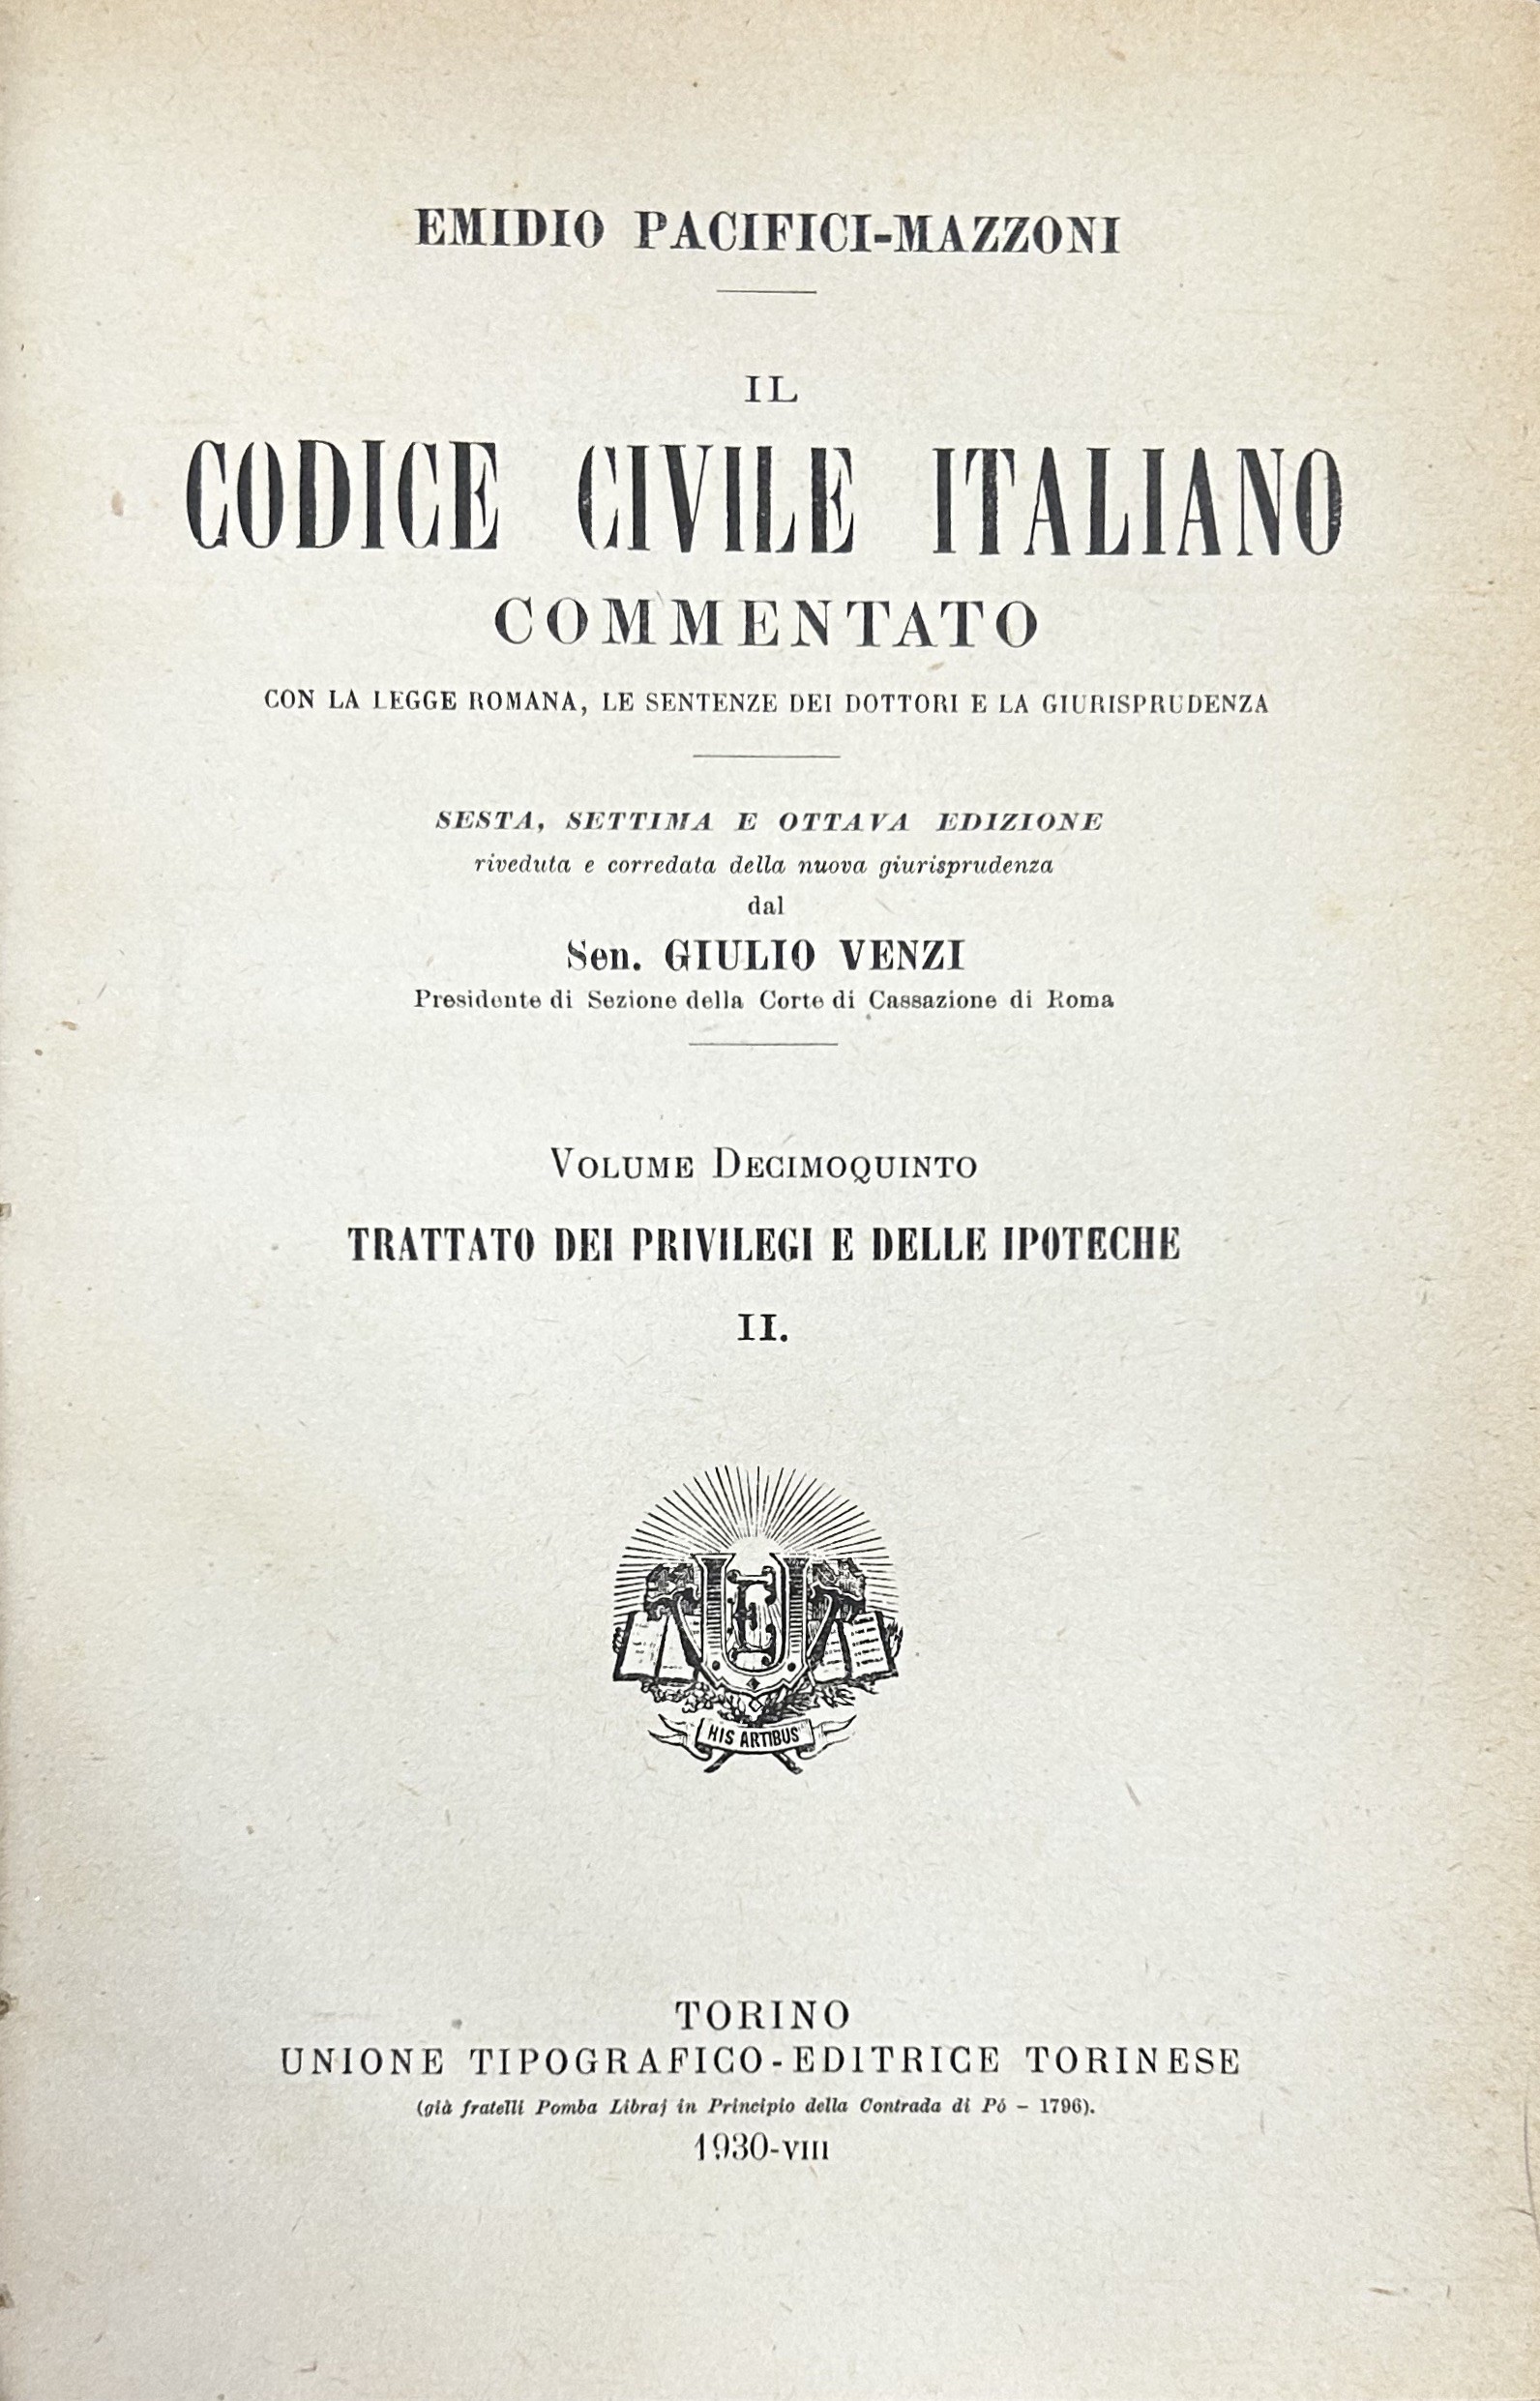 EMIDIO PACIFICI-MAZZONI
IL
CODICE CIVILE ITALIANO
COMMENTATO
CON LA LEGGE ROMANA, LE SENTENZE DEI DOTTORI E LA GIURISPRUDENZA
SESTA, SETTIMA E OTTAVA EDIZIONE
riveduta e corredata della nuova giurisprudenza
dal
Sen. GIULIO VENZI
Presidente di Sezione della Corte di Cassazione di Roma
VOLUME DECIMOQUINTO
TRATTATO DEI PRIVILEGI E DELLE IPOTECHE
II.
UE
HIS ARTIBUS
TORINO
UNIONE TIPOGRAFICO-EDITRICE TORINESE
(già fratelli Pomba Libraj in Principio della Contrada di Pó - 1796).
1930-VIII